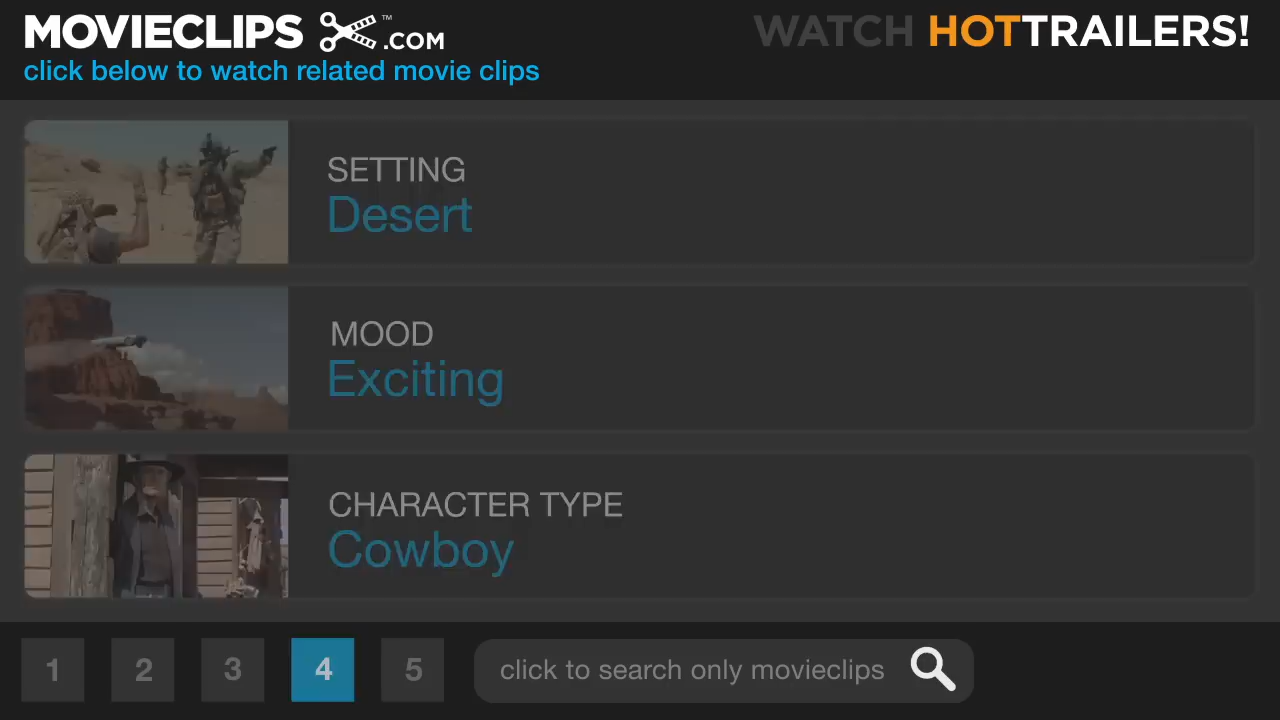 MOVIECLIPS ™ .COM
WATCH HOTTRAILERS!
click below to watch related movie clips
SETTING
Desert
MOOD
Exciting
CHARACTER TYPE
Cowboy
1 2 3 4 5
click to search only movieclips